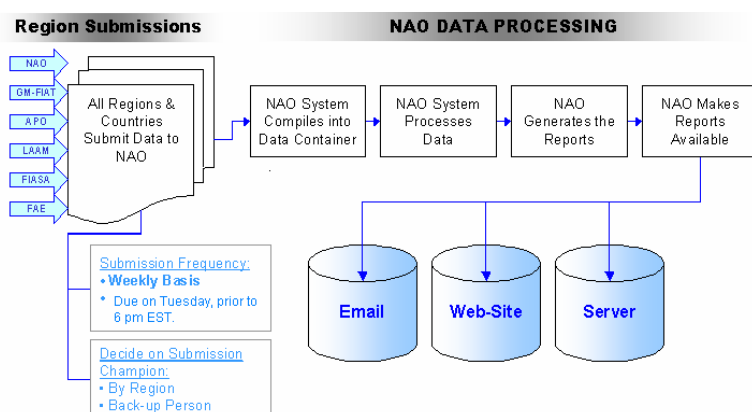 Region Submissions
NAO DATA PROCESSING
NAO
GM-FIAT
APO
LAAM
FIASA
FAE
All Regions &
Countries
Submit Data to
NAO
NAO System
Compiles into
Data Container
NAO System
Processes
Data
NAO
Generates the
Reports
NAO Makes
Reports
Available
Submission Frequency:
• Weekly Basis
• Due on Tuesday, prior to
6 pm EST.
Decide on Submission
Champion:
• By Region
• Back-up Person
Email
Web-Site
Server